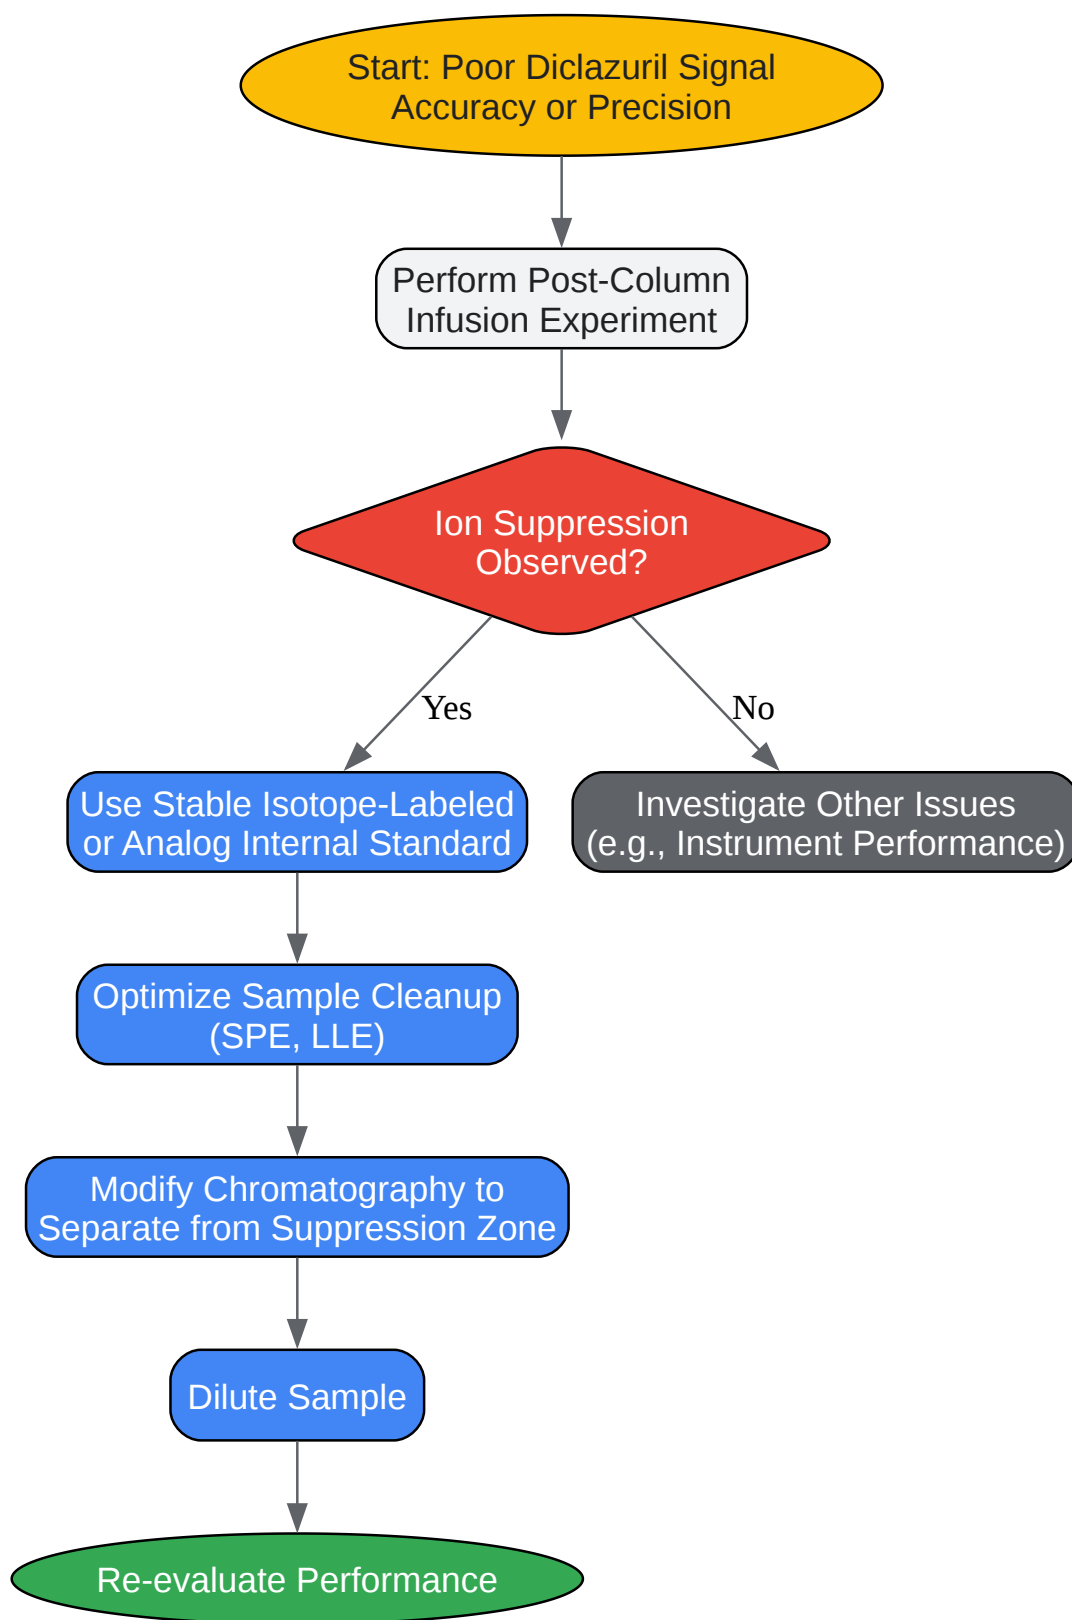 Start: Poor Diclazuril Signal
Accuracy or Precision
Perform Post-Column
Infusion Experiment
Ion Suppression
Observed?
Yes
No
Use Stable Isotope-Labeled
or Analog Internal Standard
Investigate Other Issues
(e.g., Instrument Performance)
Optimize Sample Cleanup
(SPE, LLE)
Modify Chromatography to
Separate from Suppression Zone
Dilute Sample
Re-evaluate Performance